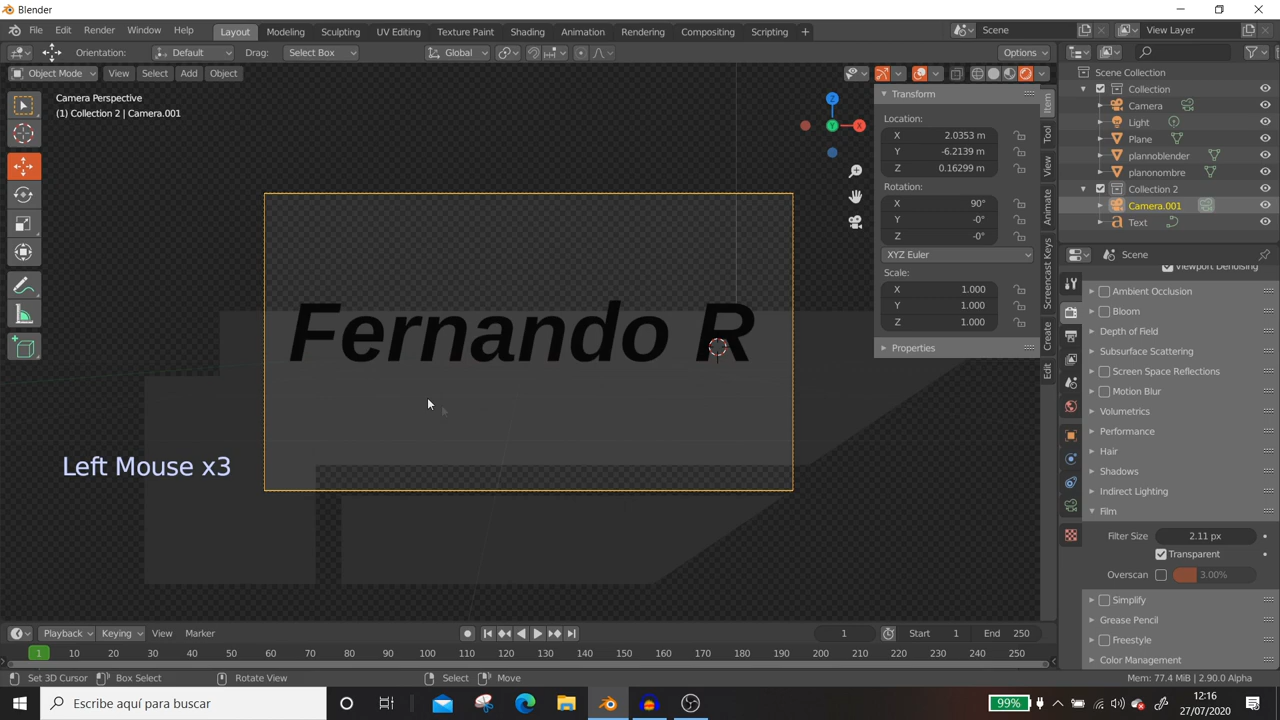 Blender
File Edit Render Window Help Layout Modeling Sculpting UV Editing Texture Paint Shading Animation Rendering Compositing Scripting + Scene View Layer
Orientation: Default Drag: Select Box Global Options
Object Mode View Select Add Object
Camera Perspective
(1) Collection 2 | Camera.001
Z
Y
X
Transform
Location:
X 2.0353 m
Y -6.2139 m
Z 0.16299 m
Rotation:
X 90°
Y -0°
Z -0°
XYZ Euler
Scale:
X 1.000
Y 1.000
Z 1.000
Properties
Item
Tool
View
Animate
Screencast Keys
Create
Edit
Scene Collection
Collection
Camera
Light
Plane
plannoblender
planonombre
Collection 2
Camera.001
Text
Scene
Viewport Denoising
Ambient Occlusion
Bloom
Depth of Field
Subsurface Scattering
Screen Space Reflections
Motion Blur
Volumetrics
Performance
Hair
Shadows
Indirect Lighting
Film
Filter Size 2.11 px
Transparent
Overscan 3.00%
Simplify
Grease Pencil
Freestyle
Color Management
Fernando R
Left Mouse x3
Playback Keying View Marker 1 Start 1 End 250
1 10 20 30 40 50 60 70 80 90 100 110 120 130 140 150 160 170 180 190 200 210 220 230 240 250
Set 3D Cursor Box Select Rotate View Select Move Mem: 77.4 MiB | 2.90.0 Alpha
Escribe aquí para buscar 99% 12:16
27/07/2020